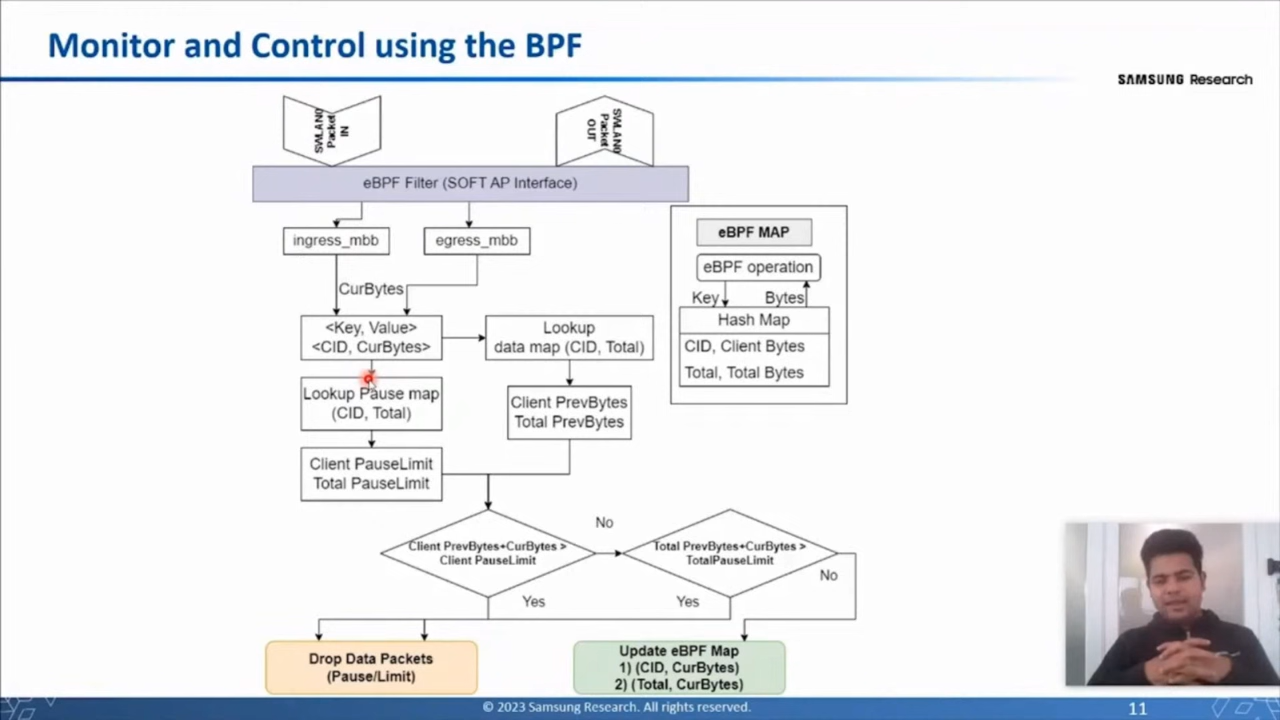 Monitor and Control using the BPF
SAMSUNG Research
SWLAN0
Packet
IN
SWLAN0
Packet
OUT
eBPF Filter (SOFT AP Interface)
ingress_mbb
egress_mbb
CurBytes
<Key, Value>
<CID, CurBytes>
Lookup
data map (CID, Total)
Lookup Pause map
(CID, Total)
Client PrevBytes
Total PrevBytes
Client PauseLimit
Total PauseLimit
eBPF MAP
eBPF operation
Key
Bytes
Hash Map
CID, Client Bytes
Total, Total Bytes
Client PrevBytes+CurBytes >
Client PauseLimit
No
Total PrevBytes+CurBytes >
TotalPauseLimit
No
Yes
Yes
Drop Data Packets
(Pause/Limit)
Update eBPF Map
1) (CID, CurBytes)
2) (Total, CurBytes)
© 2023 Samsung Research. All rights reserved.
11